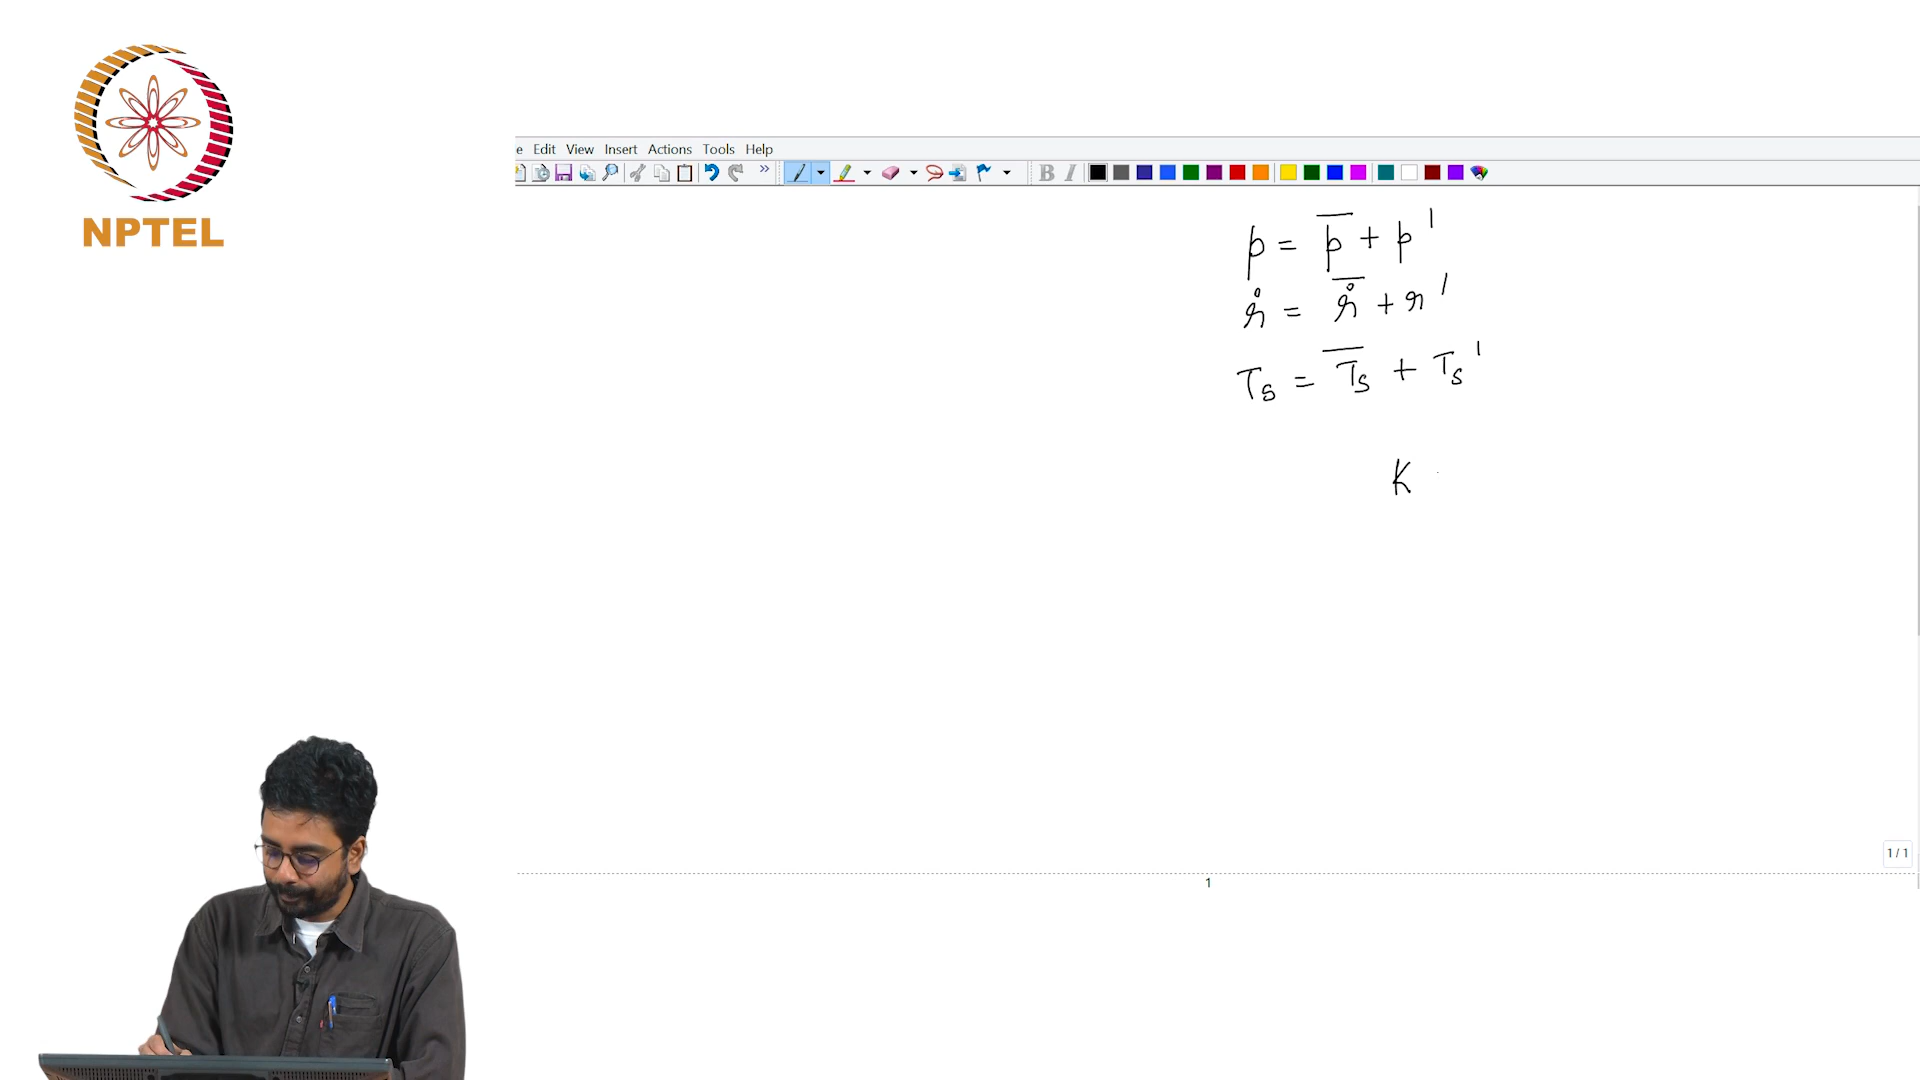 NPTEL
e Edit View Insert Actions Tools Help
B I
p = p̅ + p'
ṙ = ṙ̅ + r'
Ts = T̅s + Ts'
K
1 / 1
1